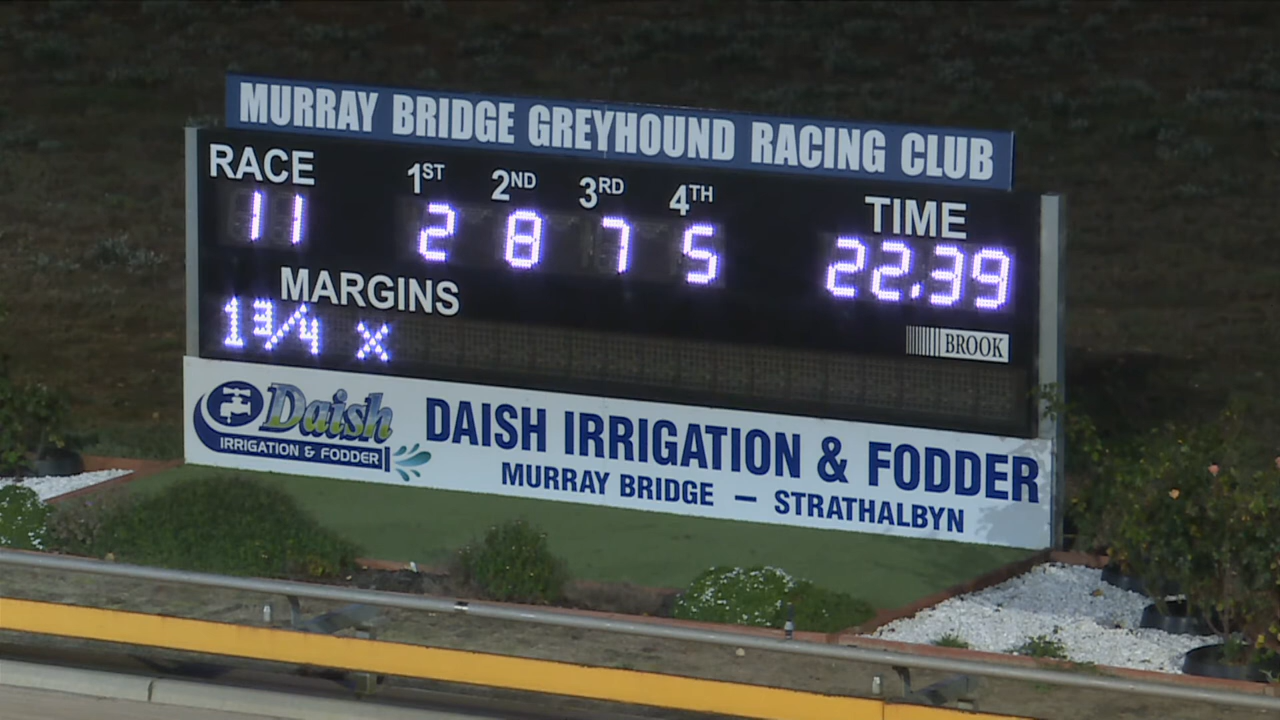 MURRAY BRIDGE GREYHOUND RACING CLUB
RACE 1ST 2ND 3RD 4TH TIME
11 2 8 7 5 22.39
MARGINS
1 3/4 X
BROOK
Daish
IRRIGATION & FODDER
DAISH IRRIGATION & FODDER
MURRAY BRIDGE – STRATHALBYN